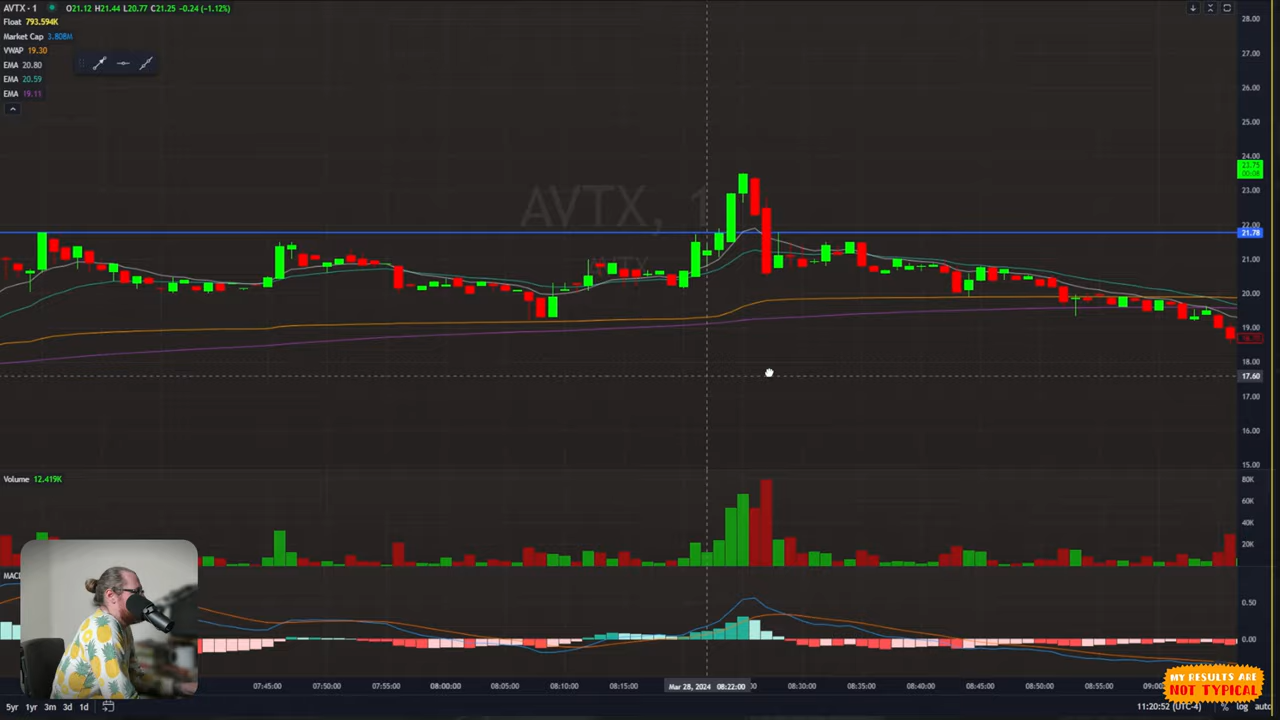 AVTX · 1 O21.12 H21.44 L20.77 C21.25 -0.24 (-1.12%)
Float 793.594K
Market Cap 3.808M
VWAP 19.30
EMA 20.80
EMA 20.59
EMA 19.11
AVTX, 1
AVTX
28.00
27.00
26.00
25.00
24.00
23.75
00:08
23.00
22.00
21.78
21.00
20.00
19.00
18.00
17.60
17.00
16.00
15.00
Volume 12.419K
80K
60K
40K
20K
MACD
0.50
0.00
07:45:00 07:50:00 07:55:00 08:00:00 08:10:00 08:15:00 Mar 28, 2024 08:22:00 08:30:00 08:35:00 08:40:00 08:45:00 08:50:00 08:55:00
MY RESULTS ARE
NOT TYPICAL
5yr 1yr 3m 3d 1d 11:20:52 (UTC-4) % log auto